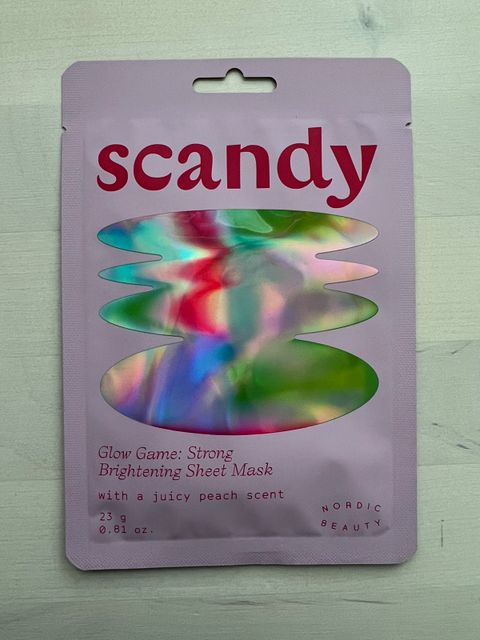 scandy
Glow Game: Strong
Brightening Sheet Mask
with a juicy peach scent
23 g
0.81 oz.
NORDIC
BEAUTY